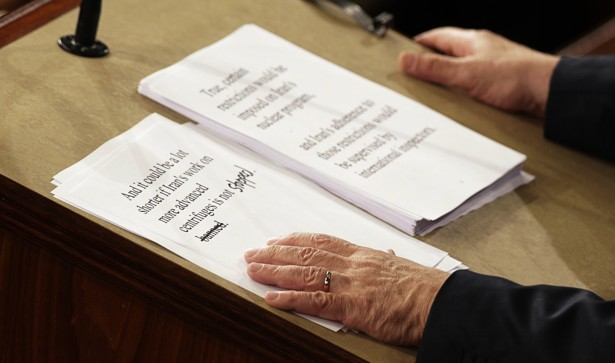 And it could be a lot
shorter if Iran's work on
more advanced
centrifuges is not stopped.
banned.
True, certain
restrictions would be
imposed on Iran's
nuclear program,
and Iran's adherence to
those restrictions would
be supervised by
international inspectors.